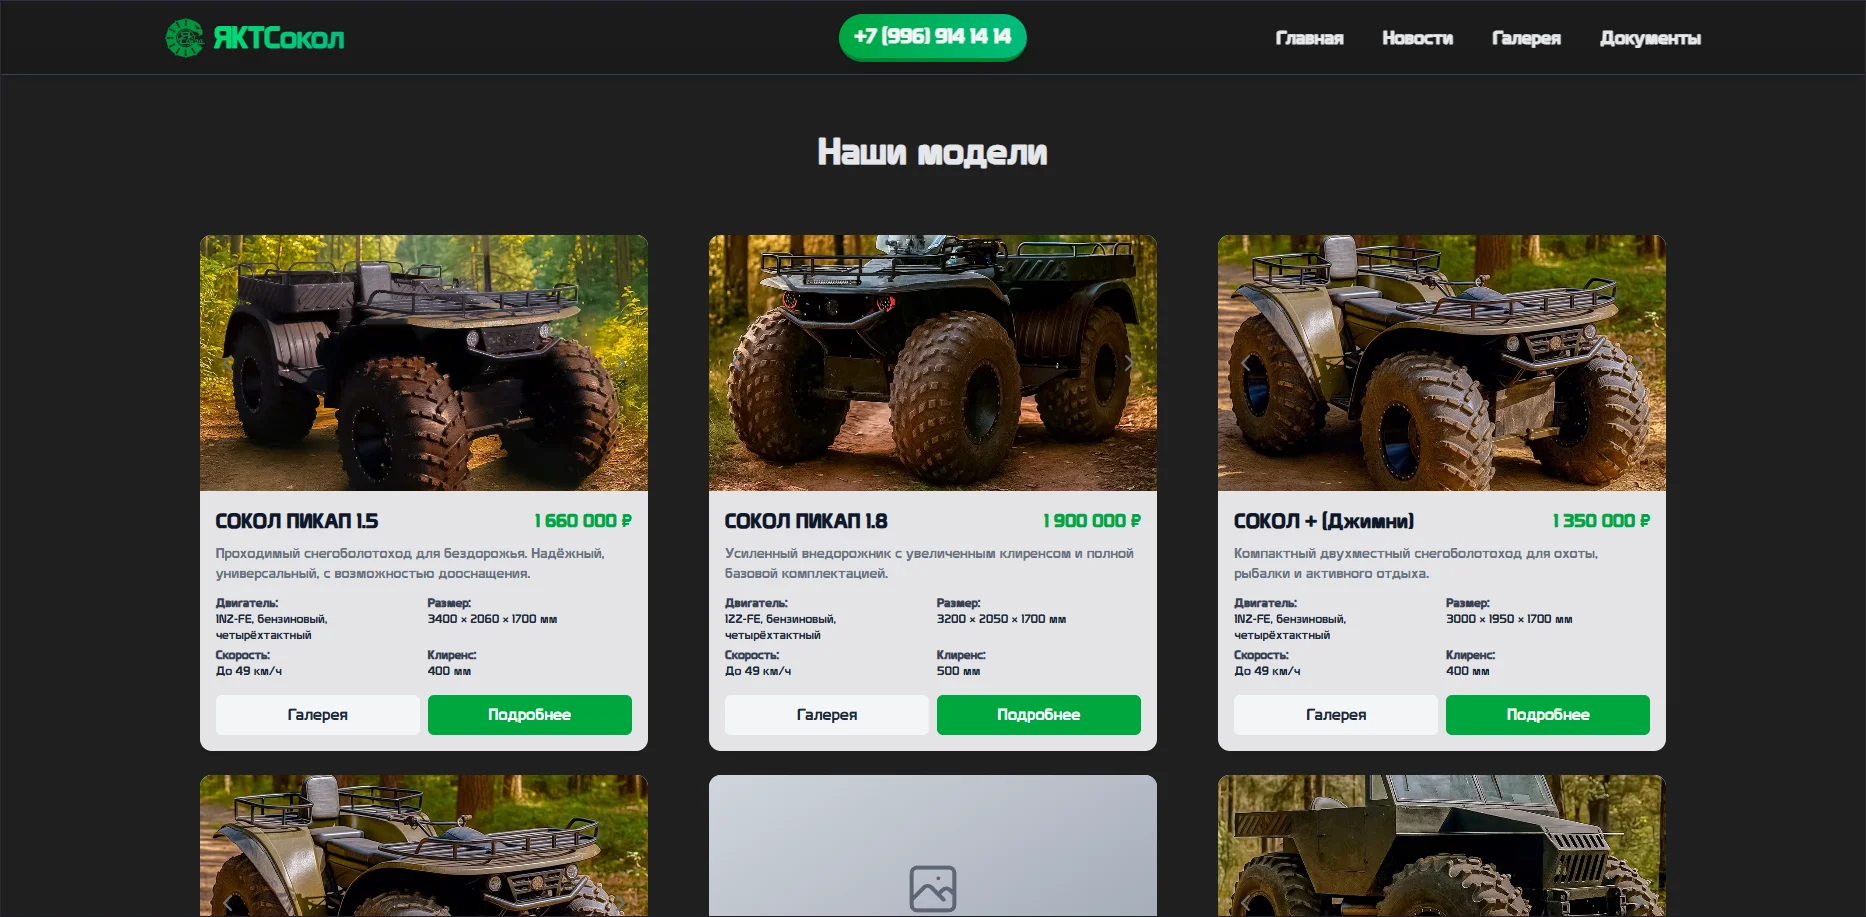 ЯКТСокол
+7 (996) 914 14 14
Главная
Новости
Галерея
Документы
Наши модели
СОКОЛ ПИКАП 1.5
1 660 000 ₽
Проходимый снегоболотоход для бездорожья. Надёжный,
универсальный, с возможностью дооснащения.
Двигатель:
1NZ-FE, бензиновый,
четырёхтактный
Размер:
3400 × 2060 × 1700 мм
Скорость:
До 49 км/ч
Клиренс:
400 мм
Галерея
Подробнее
СОКОЛ ПИКАП 1.8
1 900 000 ₽
Усиленный внедорожник с увеличенным клиренсом и полной
базовой комплектацией.
Двигатель:
1ZZ-FE, бензиновый,
четырёхтактный
Размер:
3200 × 2050 × 1700 мм
Скорость:
До 49 км/ч
Клиренс:
500 мм
Галерея
Подробнее
СОКОЛ + (Джимни)
1 350 000 ₽
Компактный двухместный снегоболотоход для охоты,
рыбалки и активного отдыха.
Двигатель:
1NZ-FE, бензиновый,
четырёхтактный
Размер:
3000 × 1950 × 1700 мм
Скорость:
До 49 км/ч
Клиренс:
400 мм
Галерея
Подробнее